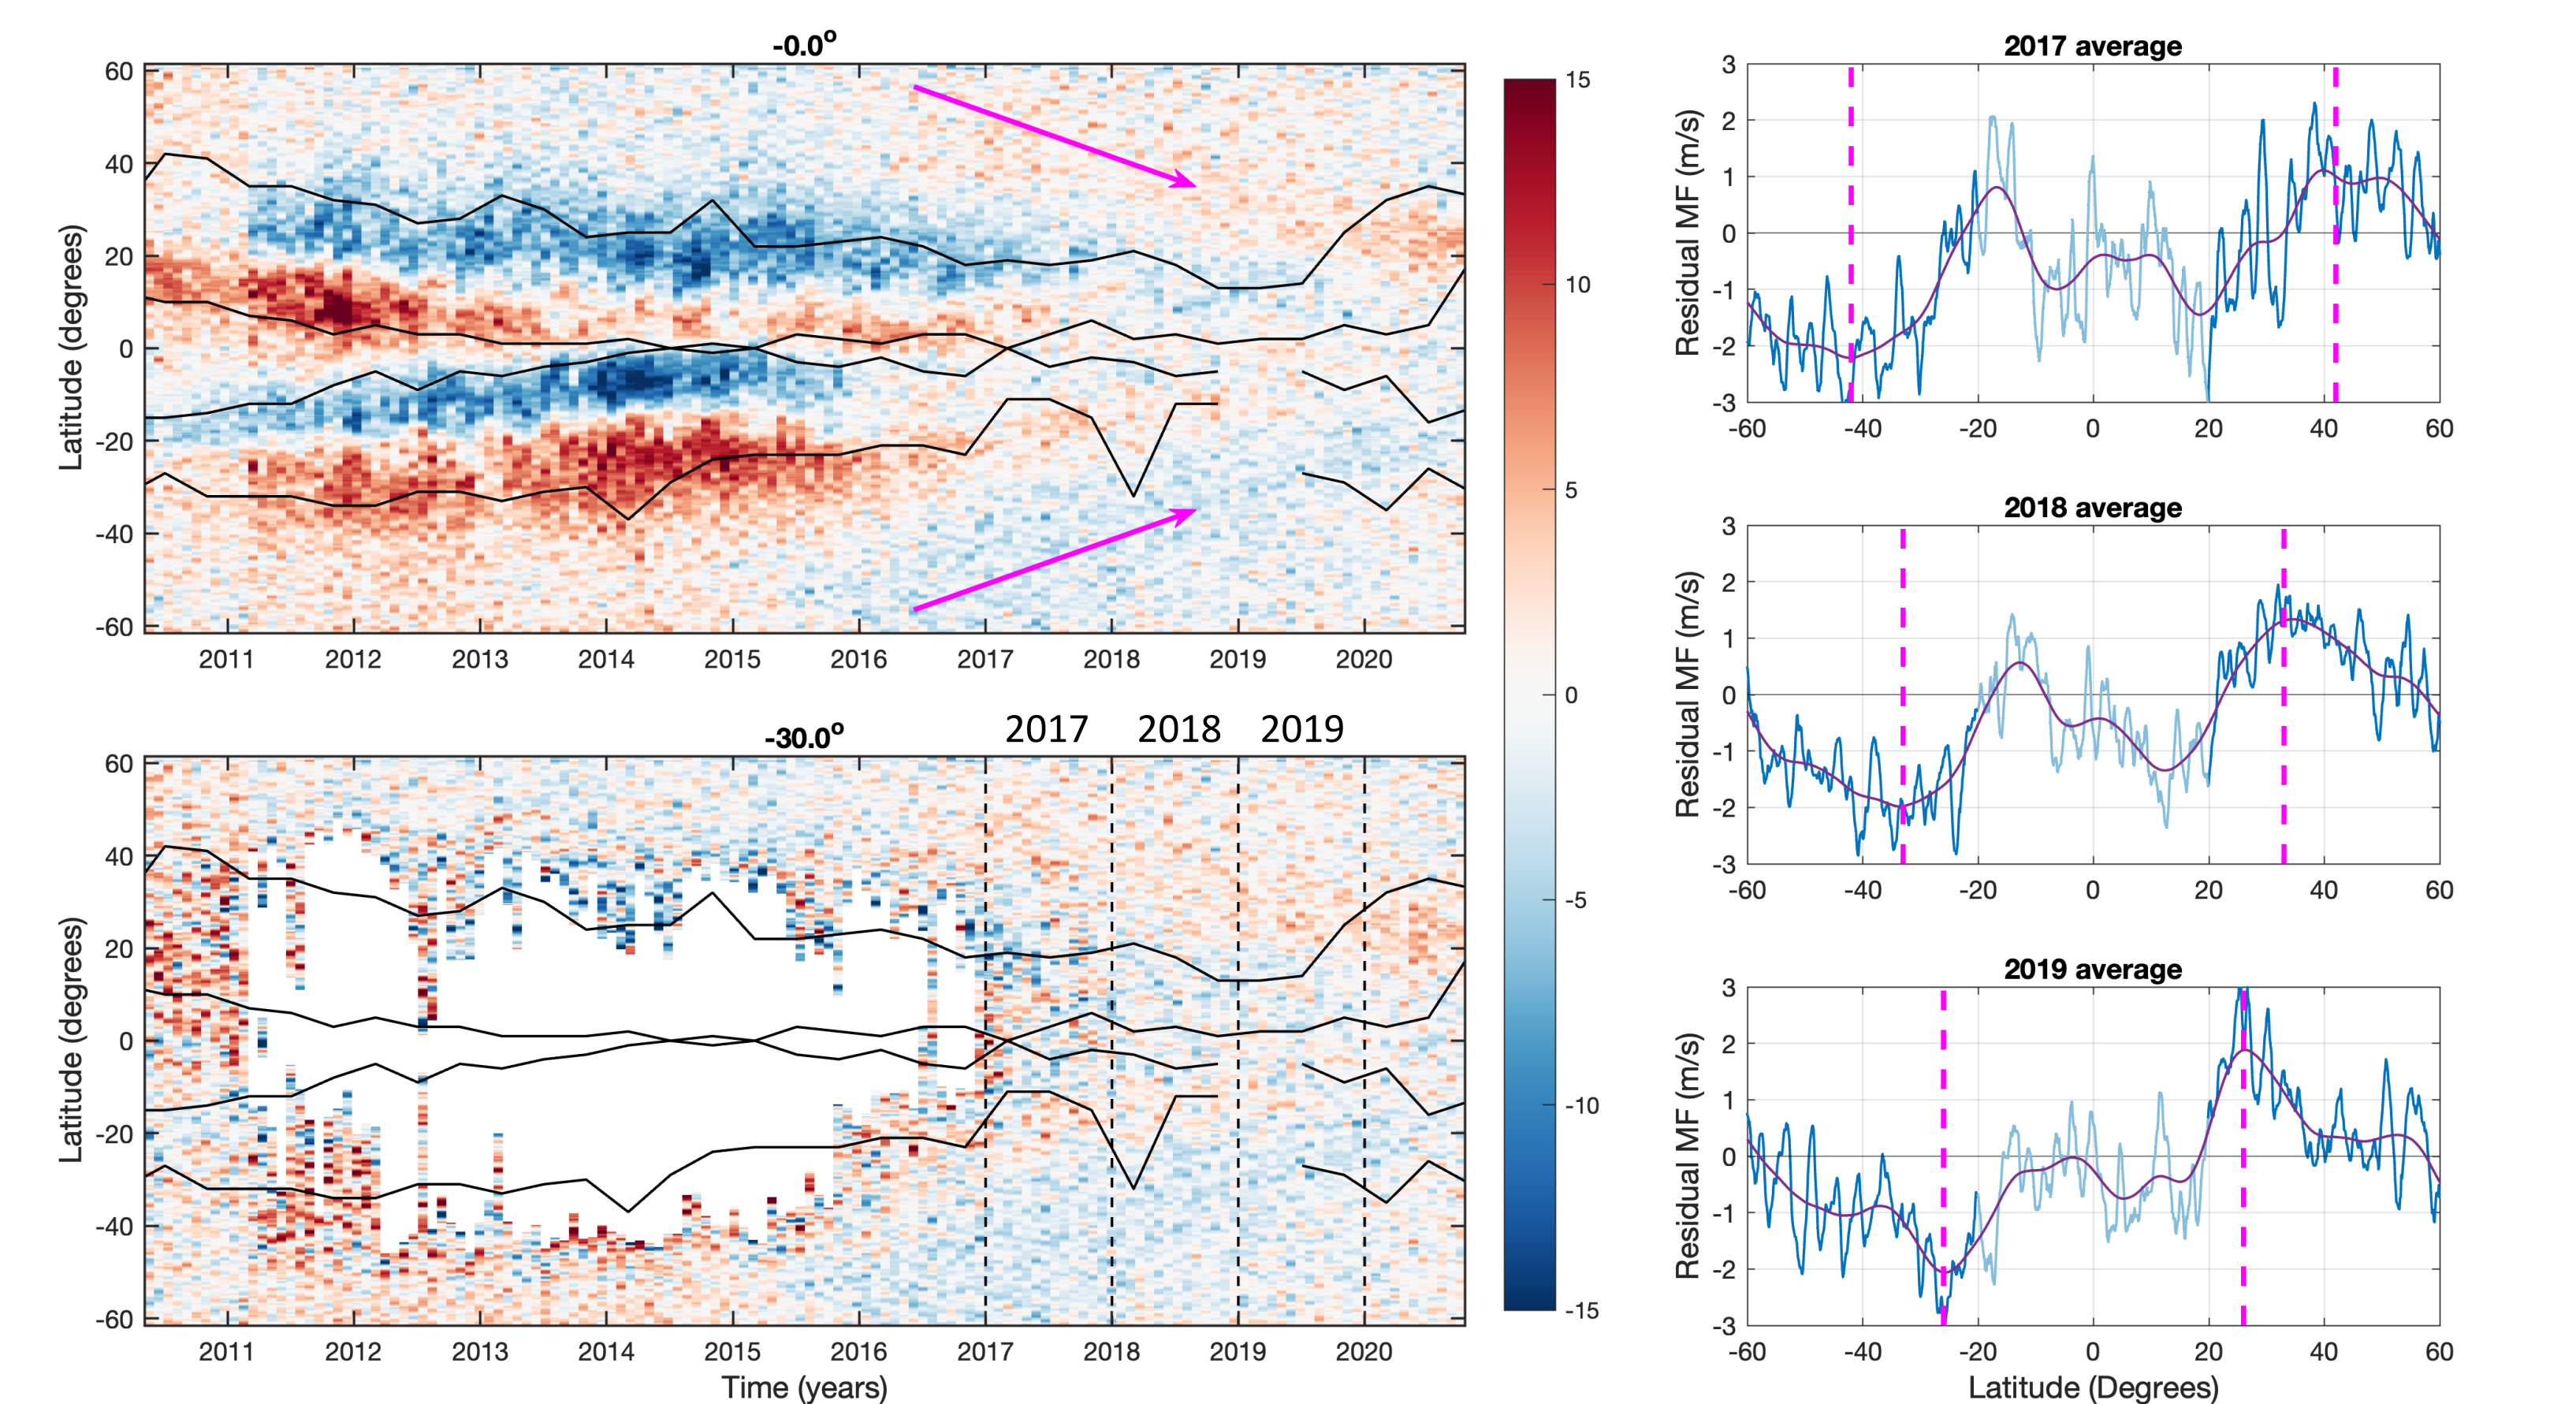 -0.0°
60
40
20
0
-20
-40
-60
Latitude (degrees)
2011 2012 2013 2014 2015 2016 2017 2018 2019 2020
-30.0°
2017 2018 2019
60
40
20
0
-20
-40
-60
Latitude (degrees)
2011 2012 2013 2014 2015 2016 2017 2018 2019 2020
Time (years)
15
10
5
0
-5
-10
-15
2017 average
3
2
1
0
-1
-2
-3
Residual MF (m/s)
-60 -40 -20 0 20 40 60
2018 average
3
2
1
0
-1
-2
-3
Residual MF (m/s)
-60 -40 -20 0 20 40 60
2019 average
3
2
1
0
-1
-2
-3
Residual MF (m/s)
-60 -40 -20 0 20 40 60
Latitude (Degrees)